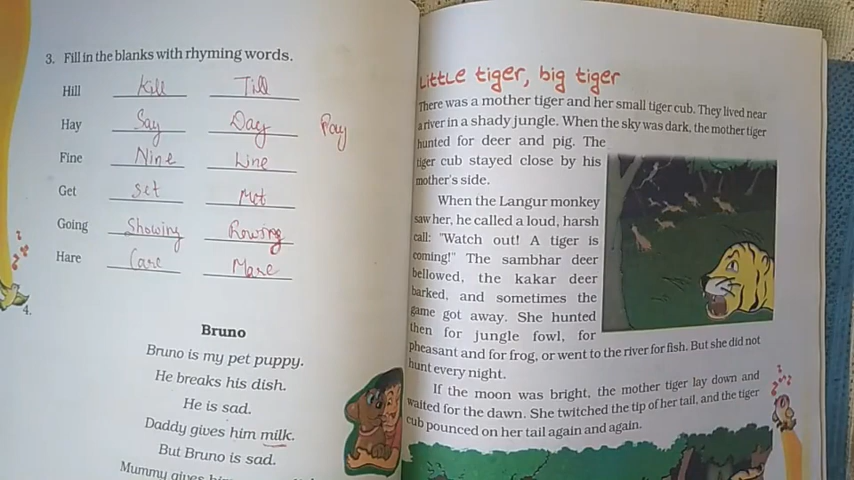 3. Fill in the blanks with rhyming words.
Hill Kill Till
Hay Say Day Pay
Fine Nine Line
Get Set Met
Going Showing Rowing
Hare Care Mare
4.
Bruno
Bruno is my pet puppy.
He breaks his dish.
He is sad.
Daddy gives him milk.
But Bruno is sad.
Mummy gives
Little tiger, big tiger
There was a mother tiger and her small tiger cub. They lived near
a river in a shady jungle. When the sky was dark, the mother tiger
hunted for deer and pig. The
tiger cub stayed close by his
mother's side.
When the Langur monkey
saw her, he called a loud, harsh
call: "Watch out! A tiger is
coming!" The sambhar deer
bellowed, the kakar deer
barked, and sometimes the
game got away. She hunted
then for jungle fowl, for
pheasant and for frog, or went to the river for fish. But she did not
hunt every night.
If the moon was bright, the mother tiger lay down and
waited for the dawn. She twitched the tip of her tail, and the tiger
cub pounced on her tail again and again.